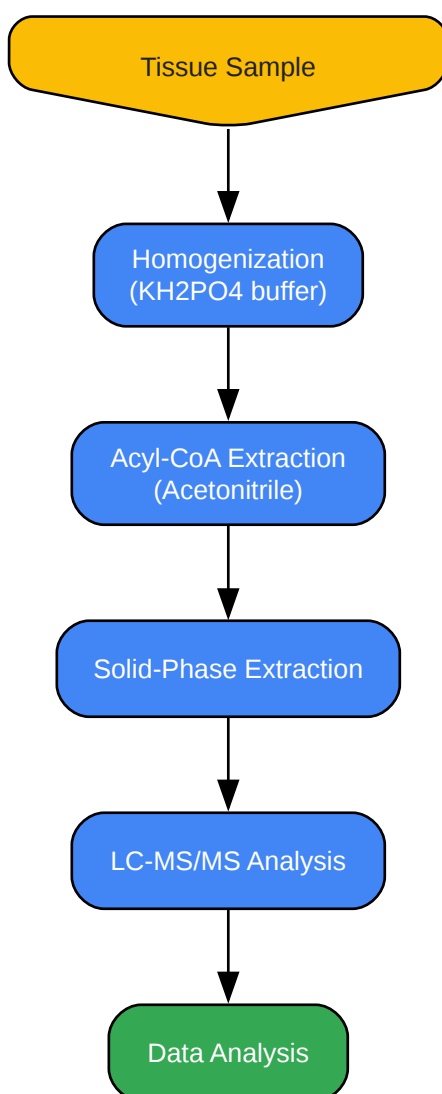 Tissue Sample
Homogenization
(KH2PO4 buffer)
Acyl-CoA Extraction
(Acetonitrile)
Solid-Phase Extraction
LC-MS/MS Analysis
Data Analysis